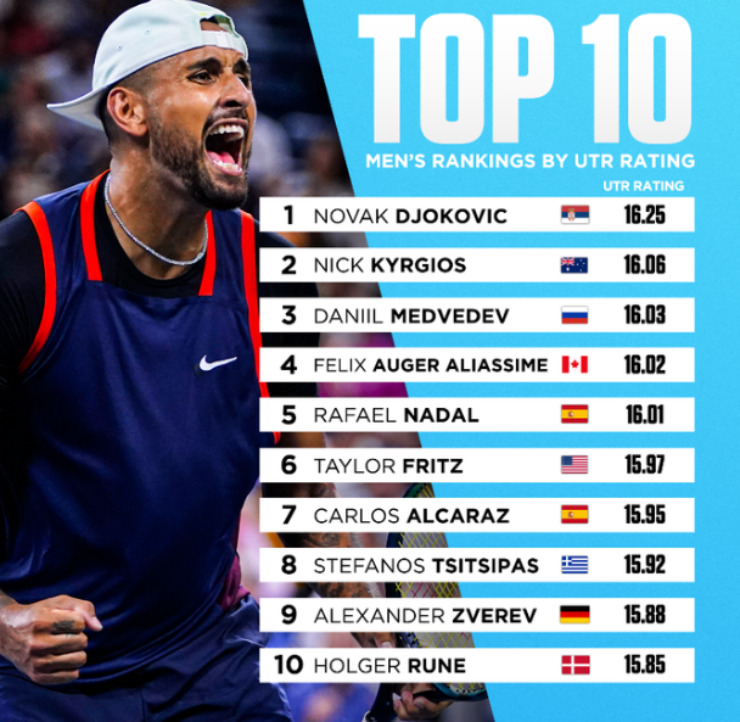 TOP 10
MEN'S RANKINGS BY UTR RATING
UTR RATING
1 NOVAK DJOKOVIC 16.25
2 NICK KYRGIOS 16.06
3 DANIIL MEDVEDEV 16.03
4 FELIX AUGER ALIASSIME 16.02
5 RAFAEL NADAL 16.01
6 TAYLOR FRITZ 15.97
7 CARLOS ALCARAZ 15.95
8 STEFANOS TSITSIPAS 15.92
9 ALEXANDER ZVEREV 15.88
10 HOLGER RUNE 15.85